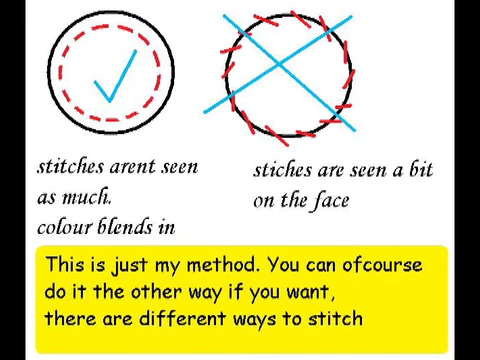 stitches arent seen
as much.
colour blends in
stiches are seen a bit
on the face
This is just my method. You can ofcourse
do it the other way if you want,
there are different ways to stitch